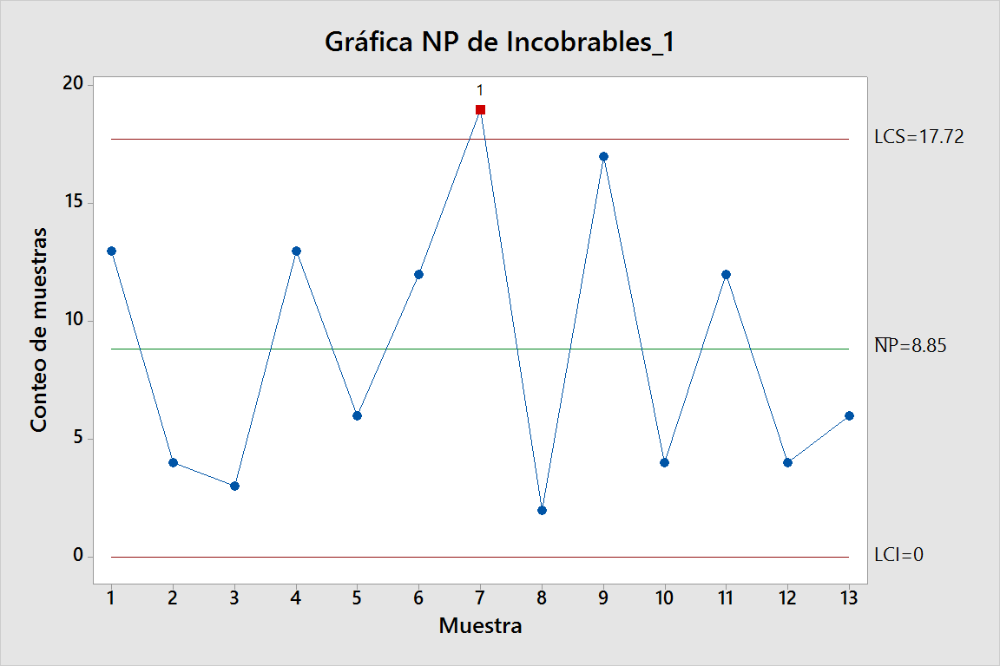 Gráfica NP de Incobrables_1
1
20
15
10
5
0
Conteo de muestras
LCS=17.72
N̅P̅=8.85
LCI=0
1 2 3 4 5 6 7 8 9 10 11 12 13
Muestra